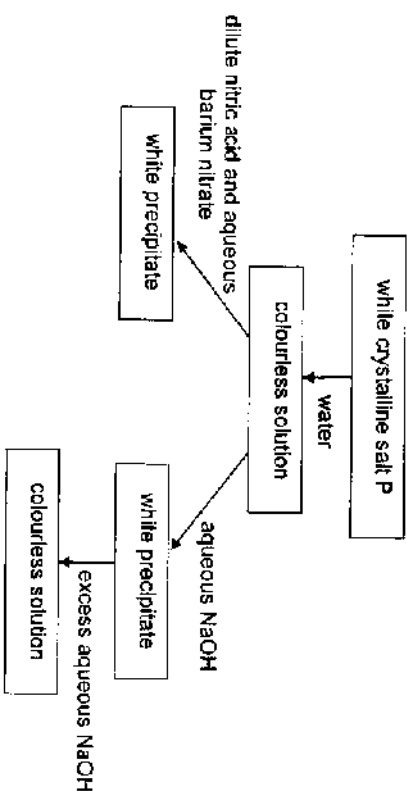 while crystalline salt P
water
colourless solution
dilute nitric acid and aqueous
barium nitrate
aqueous NaOH
white precipitate
white precipitate
excess aqueous NaOH
colourless solution